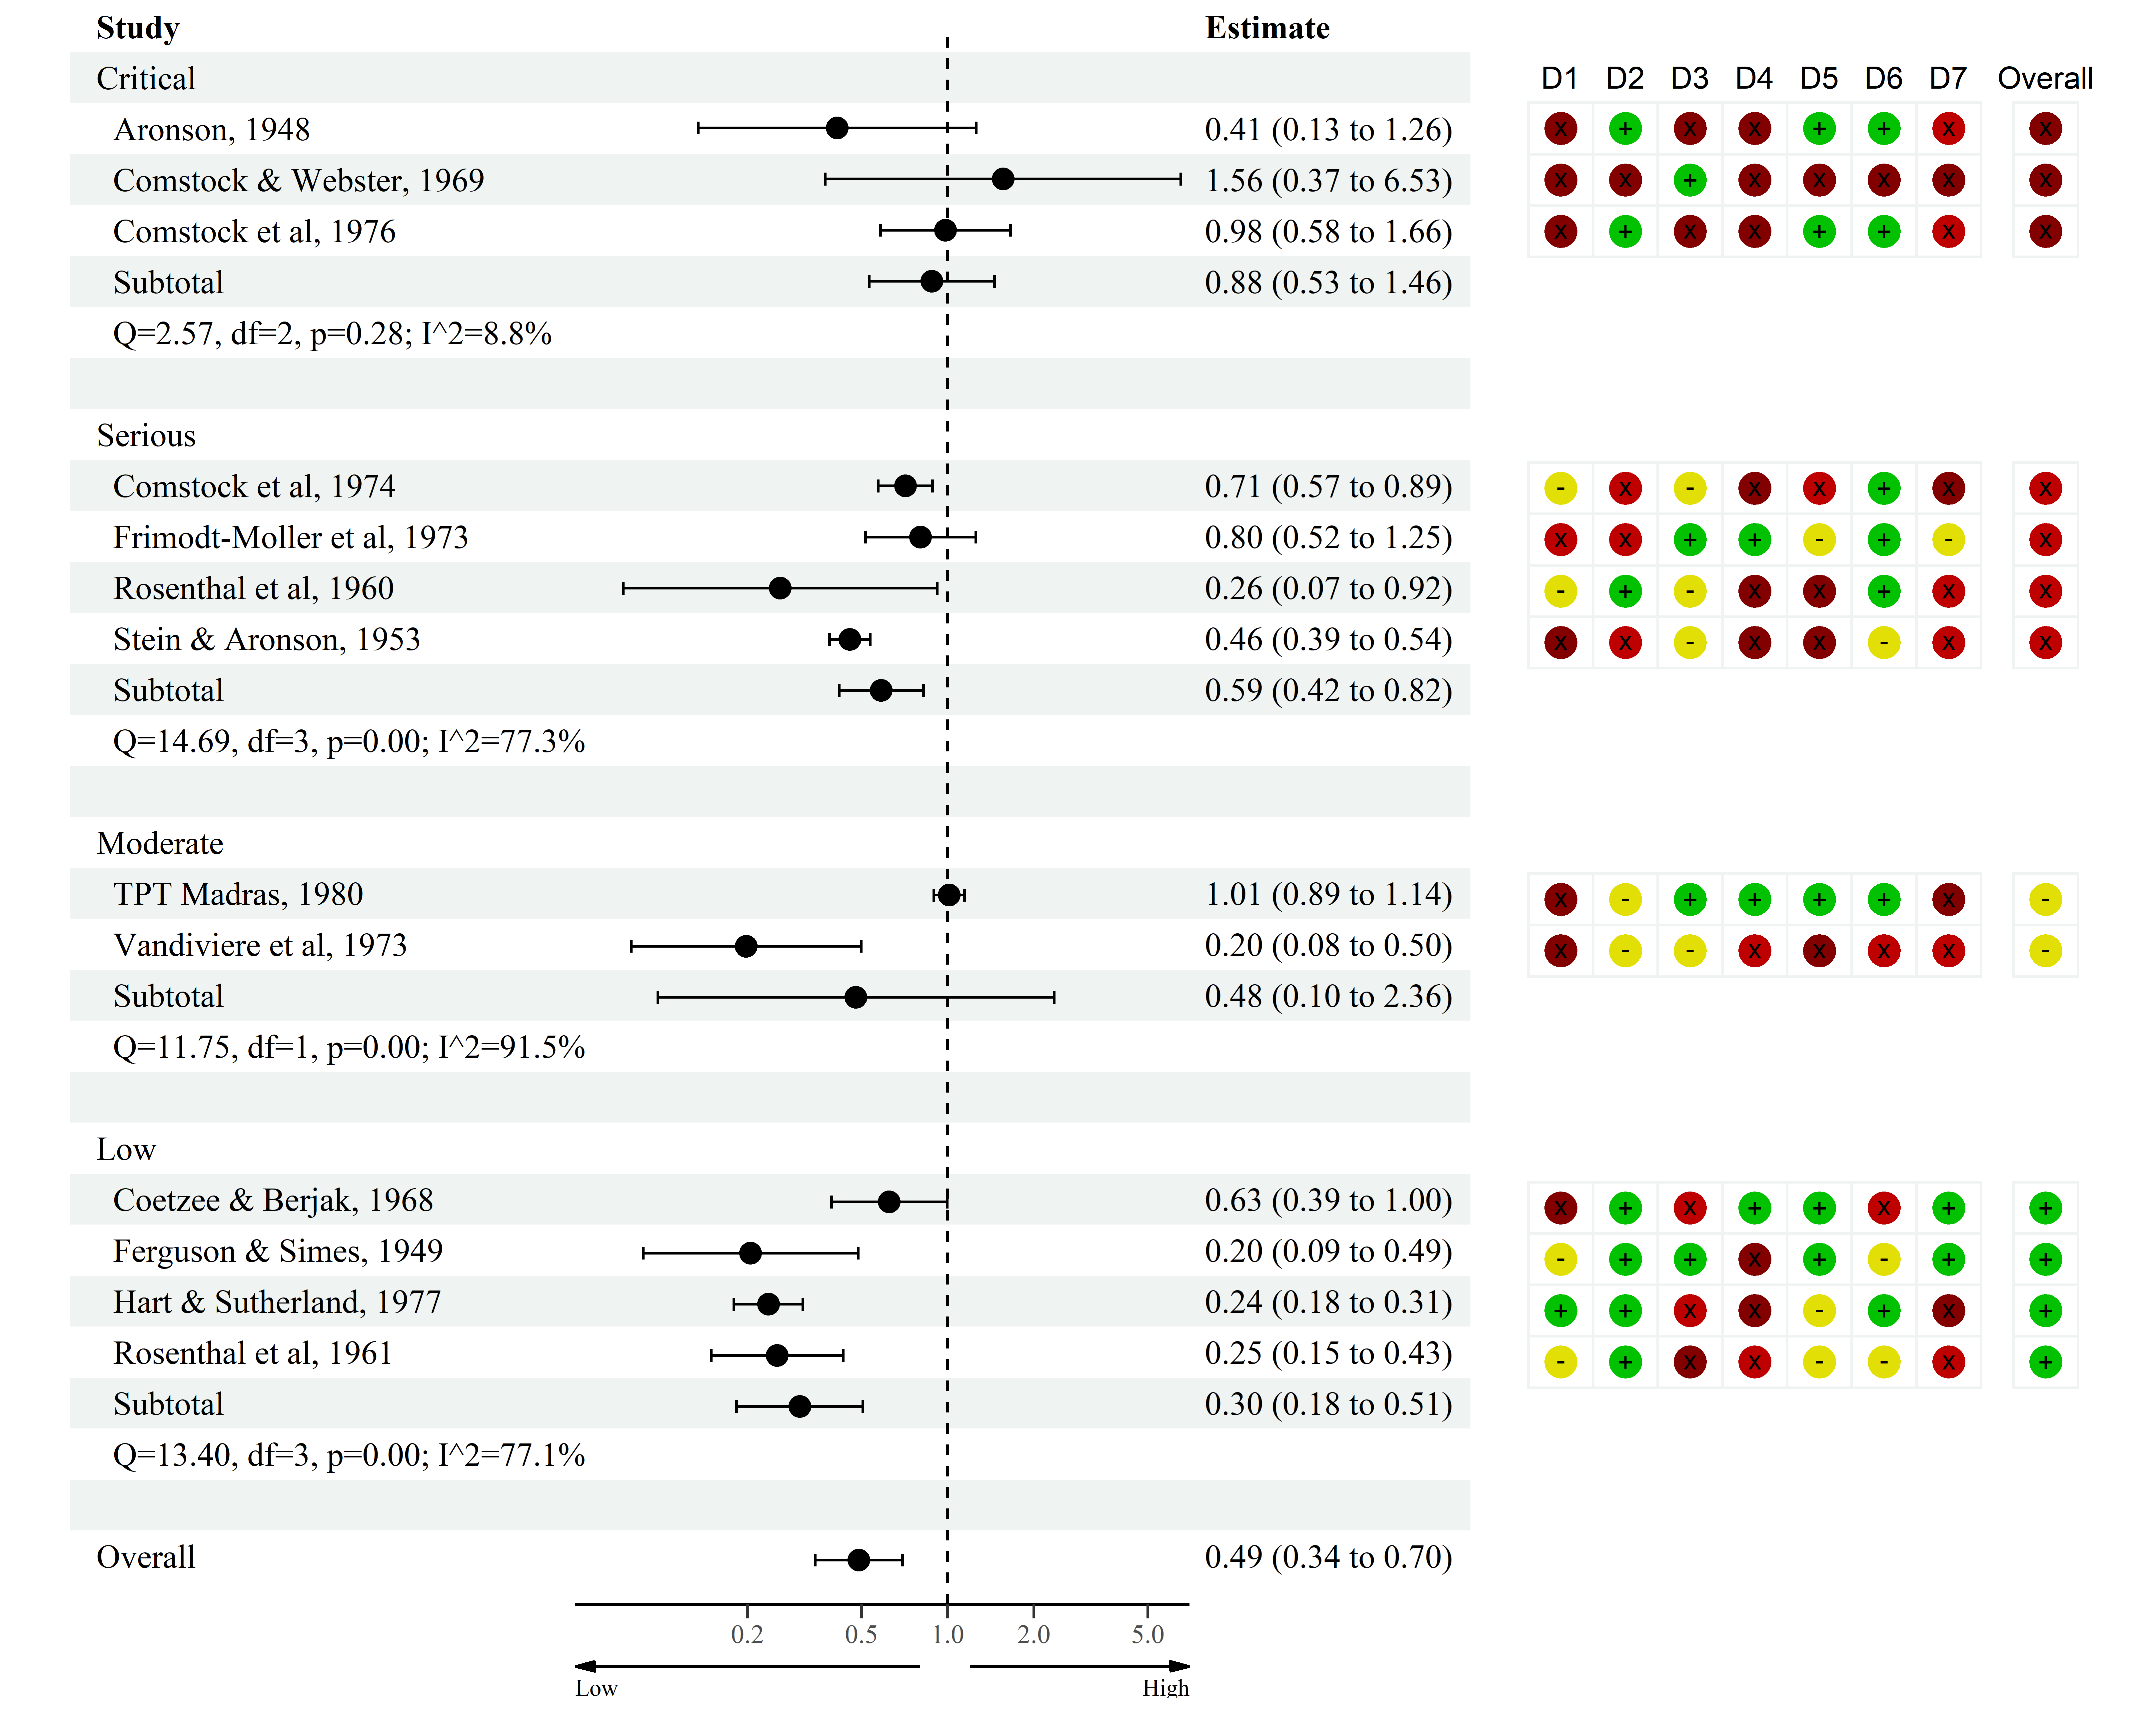 Study Estimate
Critical D1 D2 D3 D4 D5 D6 D7 Overall
Aronson, 1948 0.41 (0.13 to 1.26) X + X X + + X X
Comstock & Webster, 1969 1.56 (0.37 to 6.53) X X + X X X X X
Comstock et al, 1976 0.98 (0.58 to 1.66) X + X X + + X X
Subtotal 0.88 (0.53 to 1.46)
Q=2.57, df=2, p=0.28; I^2=8.8%
Serious
Comstock et al, 1974 0.71 (0.57 to 0.89) - X - X X + X X
Frimodt-Moller et al, 1973 0.80 (0.52 to 1.25) X X + + - + - X
Rosenthal et al, 1960 0.26 (0.07 to 0.92) - + - X X + X X
Stein & Aronson, 1953 0.46 (0.39 to 0.54) X X - X X - X X
Subtotal 0.59 (0.42 to 0.82)
Q=14.69, df=3, p=0.00; I^2=77.3%
Moderate
TPT Madras, 1980 1.01 (0.89 to 1.14) X - + + + + X -
Vandiviere et al, 1973 0.20 (0.08 to 0.50) X - - X X X X -
Subtotal 0.48 (0.10 to 2.36)
Q=11.75, df=1, p=0.00; I^2=91.5%
Low
Coetzee & Berjak, 1968 0.63 (0.39 to 1.00) X + X + + X + +
Ferguson & Simes, 1949 0.20 (0.09 to 0.49) - + + X + - + +
Hart & Sutherland, 1977 0.24 (0.18 to 0.31) + + X X - + X +
Rosenthal et al, 1961 0.25 (0.15 to 0.43) - + X X - - X +
Subtotal 0.30 (0.18 to 0.51)
Q=13.40, df=3, p=0.00; I^2=77.1%
Overall 0.49 (0.34 to 0.70)
0.2 0.5 1.0 2.0 5.0
Low High